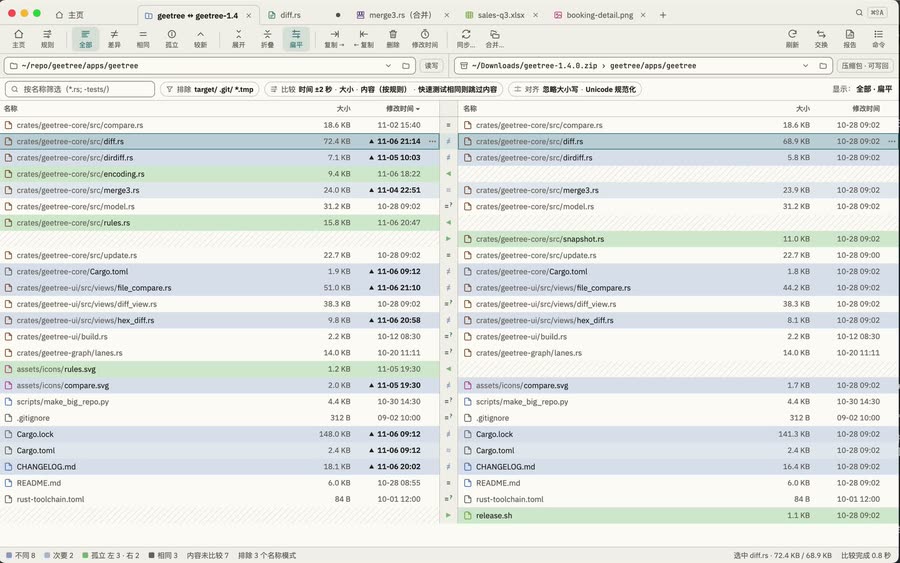 主页 geetree ⇔ geetree-1.4 × diff.rs ● merge3.rs（合并） × sales-q3.xlsx × booking-detail.png × +
主页 规则 全部 差异 相同 孤立 较新 展开 折叠 扁平 复制→ ←复制 删除 修改时间 同步… 合并… 刷新 交换 报告 命令
~/repo/geetree/apps/geetree 读写 ~/Downloads/geetree-1.4.0.zip › geetree/apps/geetree 压缩包 · 可写回
按名称筛选 (*.rs; -tests/) 排除 target/ .git/ *.tmp 比较 时间 ±2 秒 · 大小 · 内容（按规则） · 快速测试相同则跳过内容 对齐 忽略大小写 · Unicode 规范化 显示： 全部 · 扁平
名称 大小 修改时间 名称 大小 修改时间
crates/geetree-core/src/compare.rs 18.6 KB 11-02 15:40 = crates/geetree-core/src/compare.rs 18.6 KB 10-28 09:02
crates/geetree-core/src/diff.rs 72.4 KB ▲ 11-06 21:14 ··· ≠ crates/geetree-core/src/diff.rs 68.9 KB 10-28 09:02 ···
crates/geetree-core/src/dirdiff.rs 7.1 KB ▲ 11-05 10:03 ≠ crates/geetree-core/src/dirdiff.rs 5.8 KB 10-28 09:02
crates/geetree-core/src/encoding.rs 9.4 KB 11-06 18:22
crates/geetree-core/src/merge3.rs 24.0 KB ▲ 11-04 22:51 ≈ crates/geetree-core/src/merge3.rs 23.9 KB 10-28 09:02
crates/geetree-core/src/model.rs 31.2 KB 10-28 09:02 =? crates/geetree-core/src/model.rs 31.2 KB 10-28 09:02
crates/geetree-core/src/rules.rs 15.8 KB 11-06 20:47
crates/geetree-core/src/snapshot.rs 11.0 KB 10-28 09:02
crates/geetree-core/src/update.rs 22.7 KB 10-28 09:02 = crates/geetree-core/src/update.rs 22.7 KB 10-28 09:00
crates/geetree-core/Cargo.toml 1.9 KB ▲ 11-06 09:12 ≠ crates/geetree-core/Cargo.toml 1.8 KB 10-28 09:02
crates/geetree-ui/src/views/file_compare.rs 51.0 KB ▲ 11-06 21:10 ≠ crates/geetree-ui/src/views/file_compare.rs 44.2 KB 10-28 09:02
crates/geetree-ui/src/views/diff_view.rs 38.3 KB 10-28 09:02 =? crates/geetree-ui/src/views/diff_view.rs 38.3 KB 10-28 09:02
crates/geetree-ui/src/views/hex_diff.rs 9.8 KB ▲ 11-06 20:58 ≠ crates/geetree-ui/src/views/hex_diff.rs 8.1 KB 10-28 09:02
crates/geetree-ui/build.rs 2.2 KB 10-12 08:30 =? crates/geetree-ui/build.rs 2.2 KB 10-12 08:30
crates/geetree-graph/lanes.rs 14.0 KB 10-20 11:11 =? crates/geetree-graph/lanes.rs 14.0 KB 10-20 11:11
assets/icons/rules.svg 1.2 KB 11-05 19:30
assets/icons/compare.svg 2.0 KB ▲ 11-05 19:30 ≠ assets/icons/compare.svg 1.7 KB 10-28 09:02
scripts/make_big_repo.py 4.4 KB 10-30 14:30 =? scripts/make_big_repo.py 4.4 KB 10-30 14:30
.gitignore 312 B 09-02 10:00 =? .gitignore 312 B 09-02 10:00
Cargo.lock 148.0 KB ▲ 11-06 09:12 ≠ Cargo.lock 141.3 KB 10-28 09:02
Cargo.toml 2.4 KB ▲ 11-06 09:12 ≈ Cargo.toml 2.4 KB 10-28 09:02
CHANGELOG.md 18.1 KB ▲ 11-06 20:02 ≠ CHANGELOG.md 16.4 KB 10-28 09:02
README.md 6.0 KB 10-28 08:55 = README.md 6.0 KB 10-28 09:02
rust-toolchain.toml 84 B 10-01 12:00 =? rust-toolchain.toml 84 B 10-01 12:00
release.sh 1.1 KB 10-28 09:02
不同 8 次要 2 孤立 左 3 · 右 2 相同 3 内容未比较 7 排除 3 个名称模式 选中 diff.rs · 72.4 KB / 68.9 KB 比较完成 0.8 秒